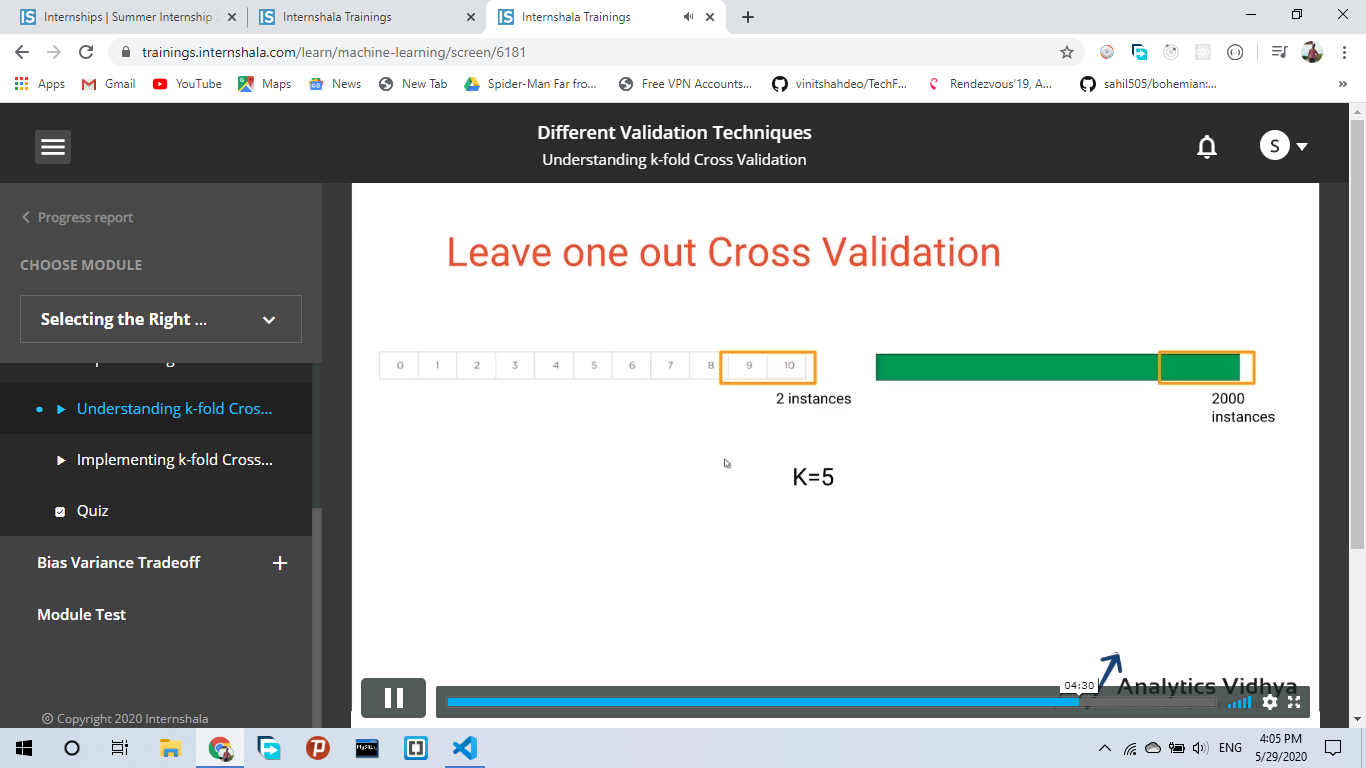 Internships | Summer Internship
Internshala Trainings
Internshala Trainings
trainings.internshala.com/learn/machine-learning/screen/6181
Apps
Gmail
YouTube
Maps
News
New Tab
Spider-Man Far fro...
Free VPN Accounts...
vinitshahdeo/TechF...
Rendezvous'19, A...
sahil505/bohemian:...
Different Validation Techniques
Understanding k-fold Cross Validation
S
Progress report
CHOOSE MODULE
Selecting the Right ...
Understanding k-fold Cros...
Implementing k-fold Cross...
Quiz
Bias Variance Tradeoff
Module Test
© Copyright 2020 Internshala
Leave one out Cross Validation
0 1 2 3 4 5 6 7 8 9 10
2 instances
2000
instances
K=5
04:30
Analytics Vidhya
ENG
4:05 PM
5/29/2020